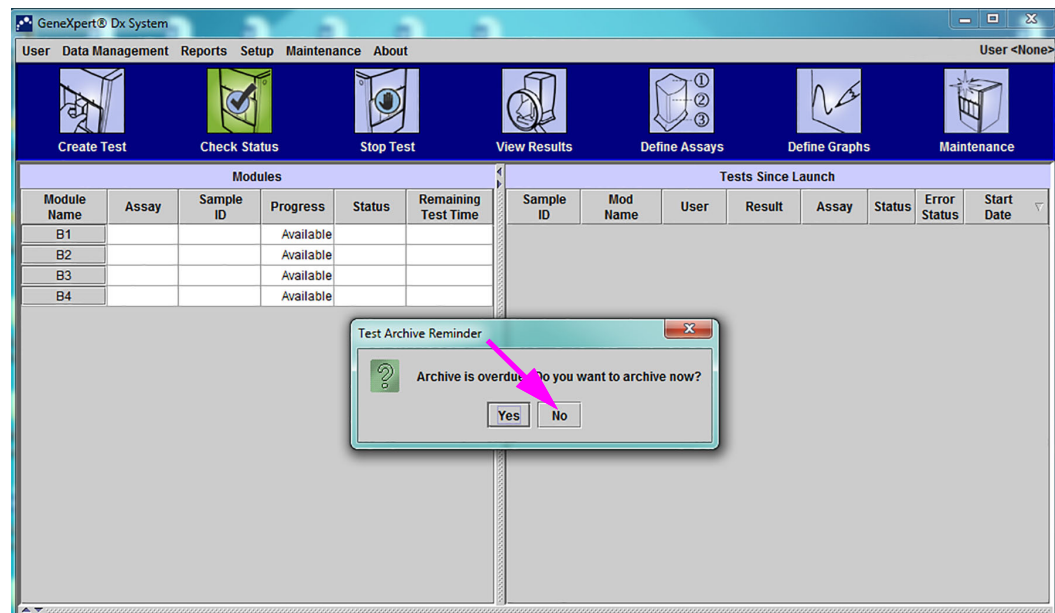 GeneXpert® Dx System
User Data Management Reports Setup Maintenance About User <None>
Create Test Check Status Stop Test View Results Define Assays Define Graphs Maintenance
Modules
Module Name Assay Sample ID Progress Status Remaining Test Time
B1 Available
B2 Available
B3 Available
B4 Available
Tests Since Launch
Sample ID Mod Name User Result Assay Status Error Status Start Date
Test Archive Reminder
Archive is overdue Do you want to archive now?
Yes No
① ② ③